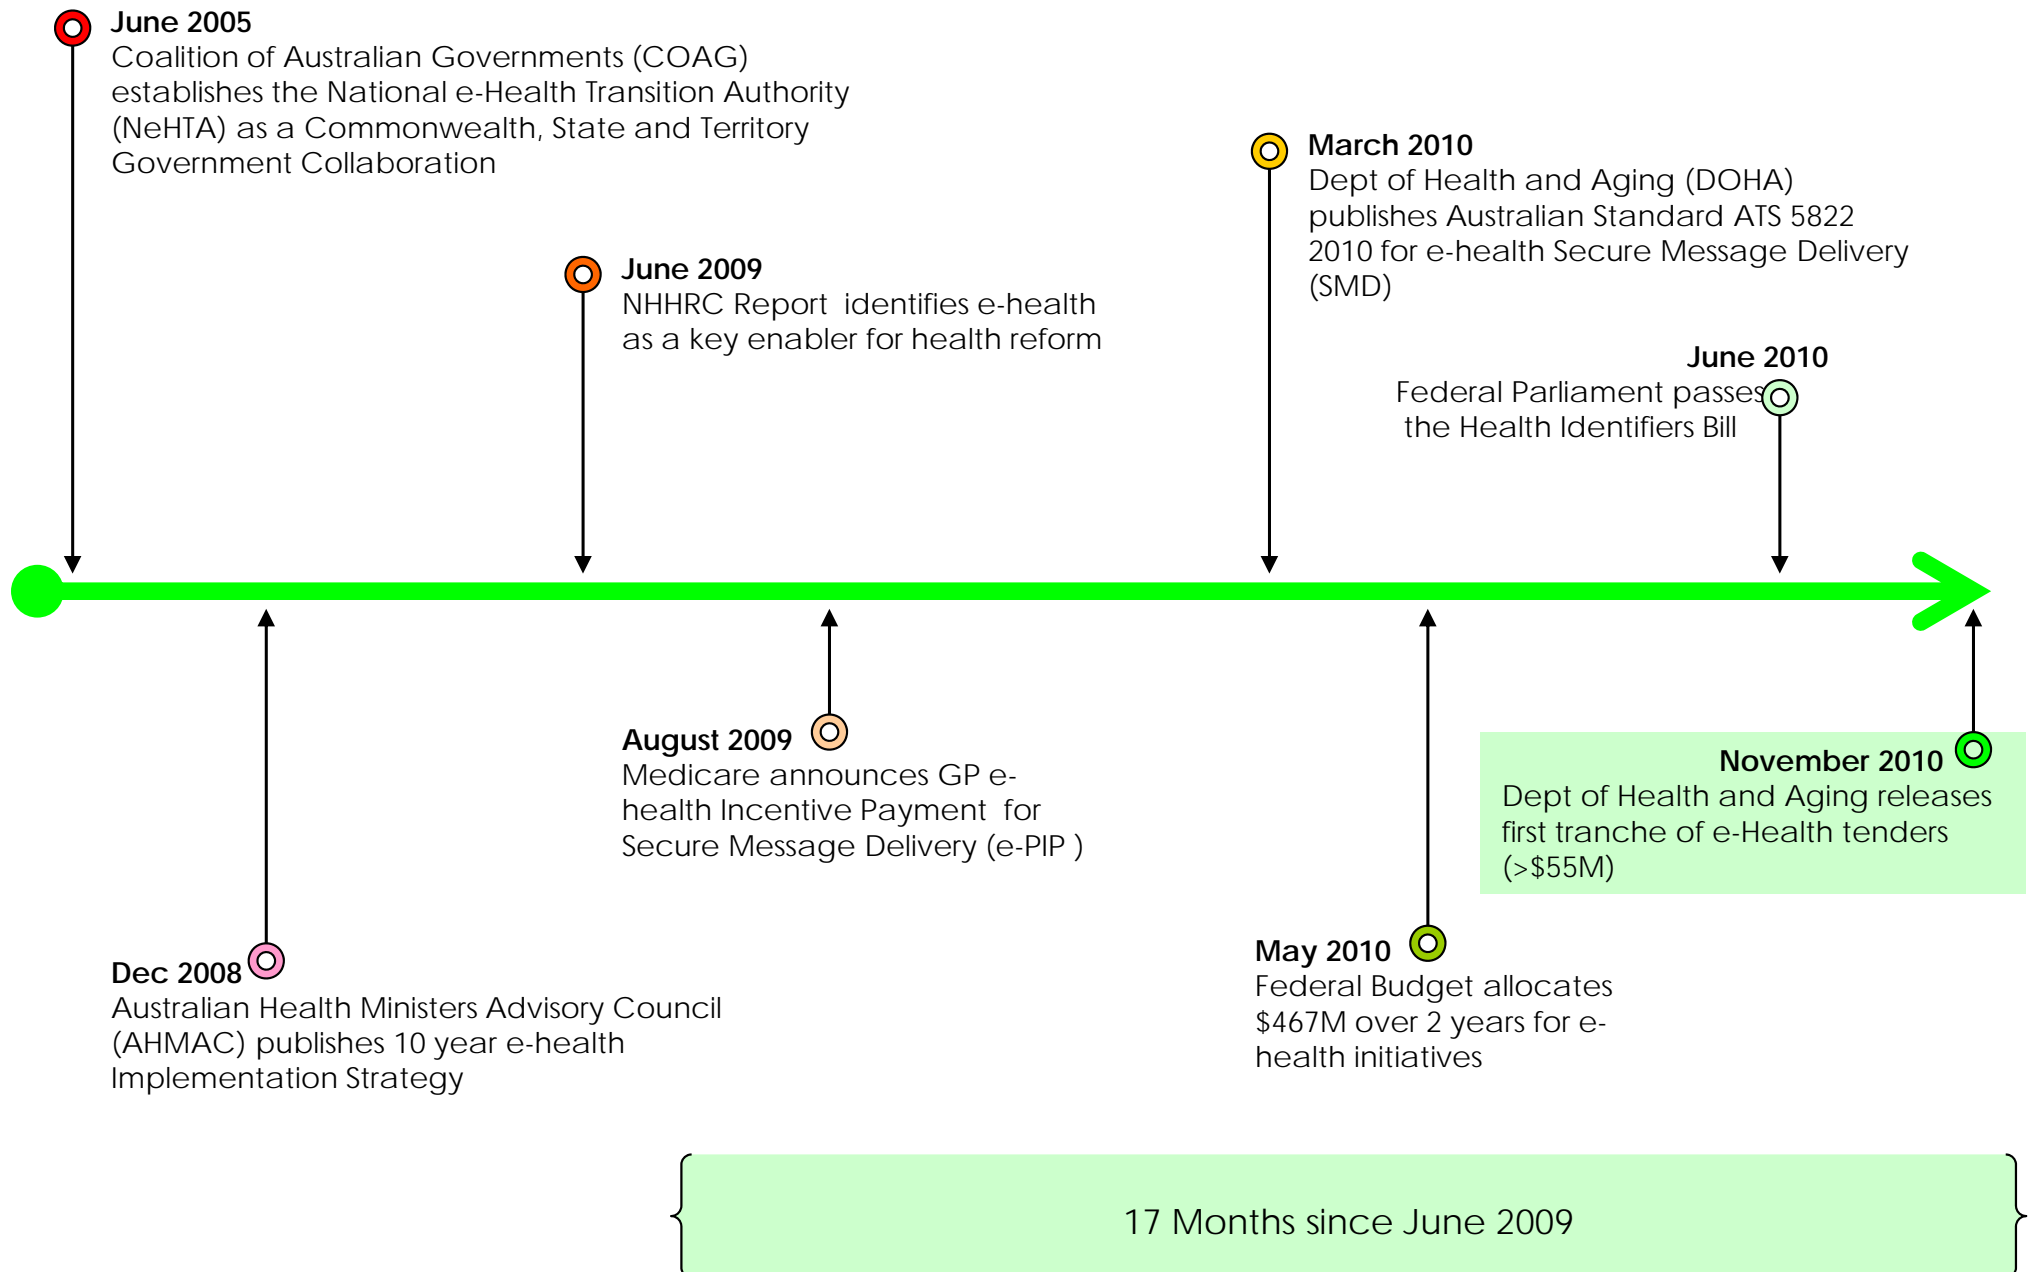 June 2005
Coalition of Australian Governments (COAG)
establishes the National e-Health Transition Authority
(NeHTA) as a Commonwealth, State and Territory
Government Collaboration
March 2010
Dept of Health and Aging (DOHA)
publishes Australian Standard ATS 5822
2010 for e-health Secure Message Delivery
(SMD)
June 2009
NHHRC Report  identifies e-health
as a key enabler for health reform
June 2010
Federal Parliament passes
the Health Identifiers Bill
August 2009
Medicare announces GP e-
health Incentive Payment  for
Secure Message Delivery (e-PIP )
November 2010
Dept of Health and Aging releases
first tranche of e-Health tenders
(>$55M)
Dec 2008
Australian Health Ministers Advisory Council
(AHMAC) publishes 10 year e-health
Implementation Strategy
May 2010
Federal Budget allocates
$467M over 2 years for e-
health initiatives
17 Months since June 2009